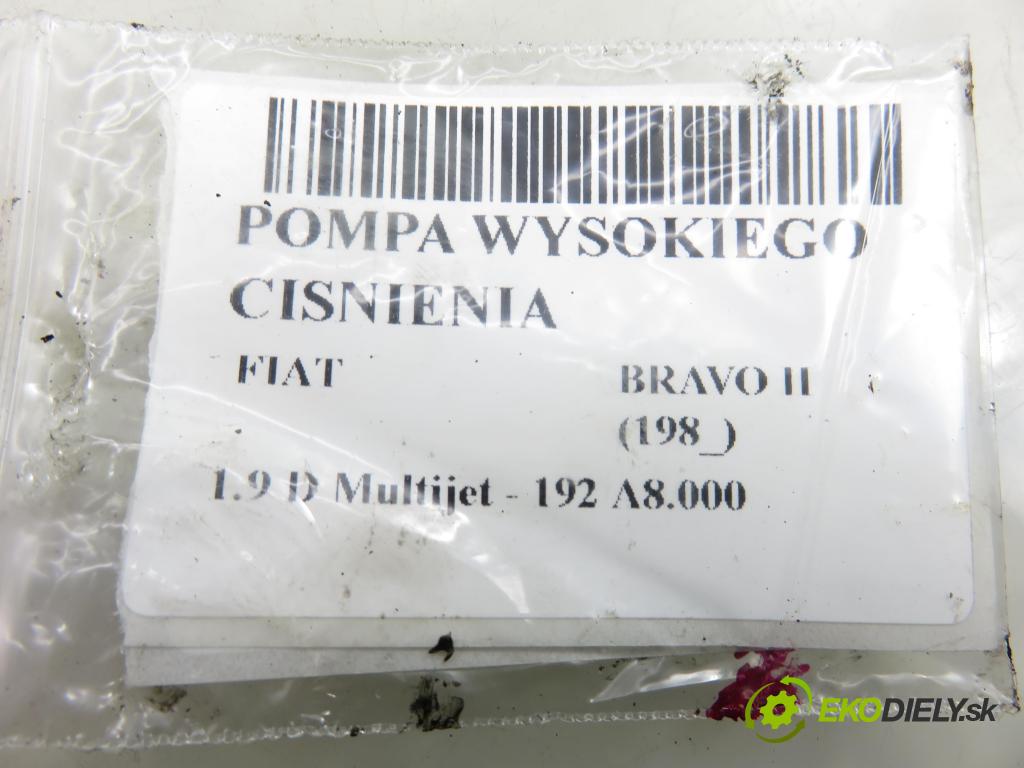 POMPA WYSOKIEGO
CISNIENIA
FIAT BRAVO II
(198_)
1.9 D Multijet - 192 A8.000
EKODIELY.sk